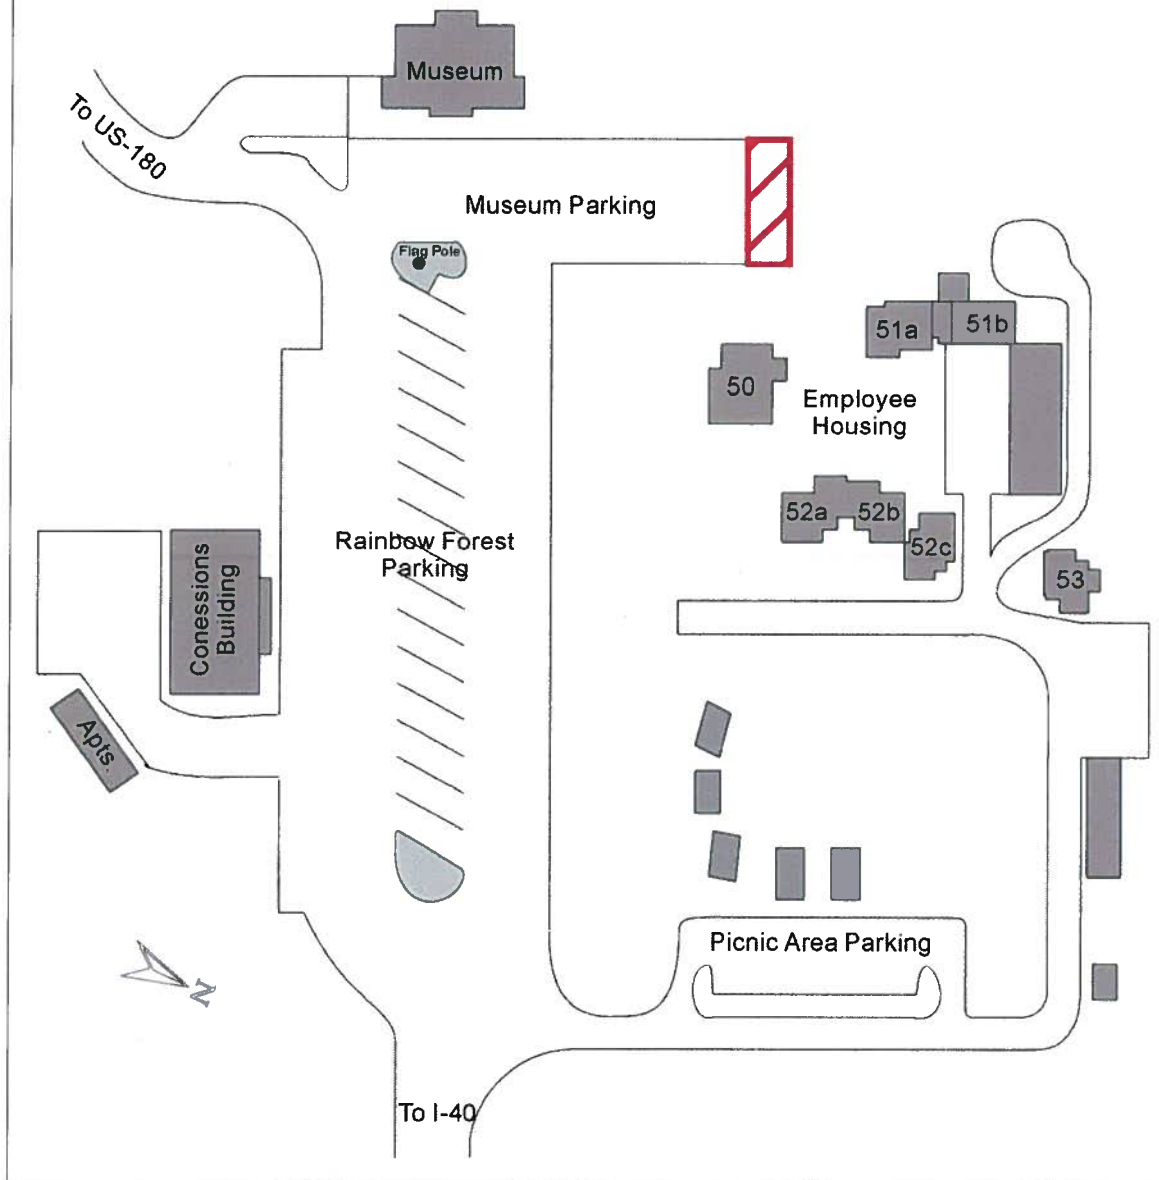 Museum
To US-180
Museum Parking
Flag Pole
51a
51b
50
Employee
Housing
52a
52b
52c
Rainbow Forest
Parking
53
Conessions
Building
Apts.
Picnic Area Parking
N
To I-40